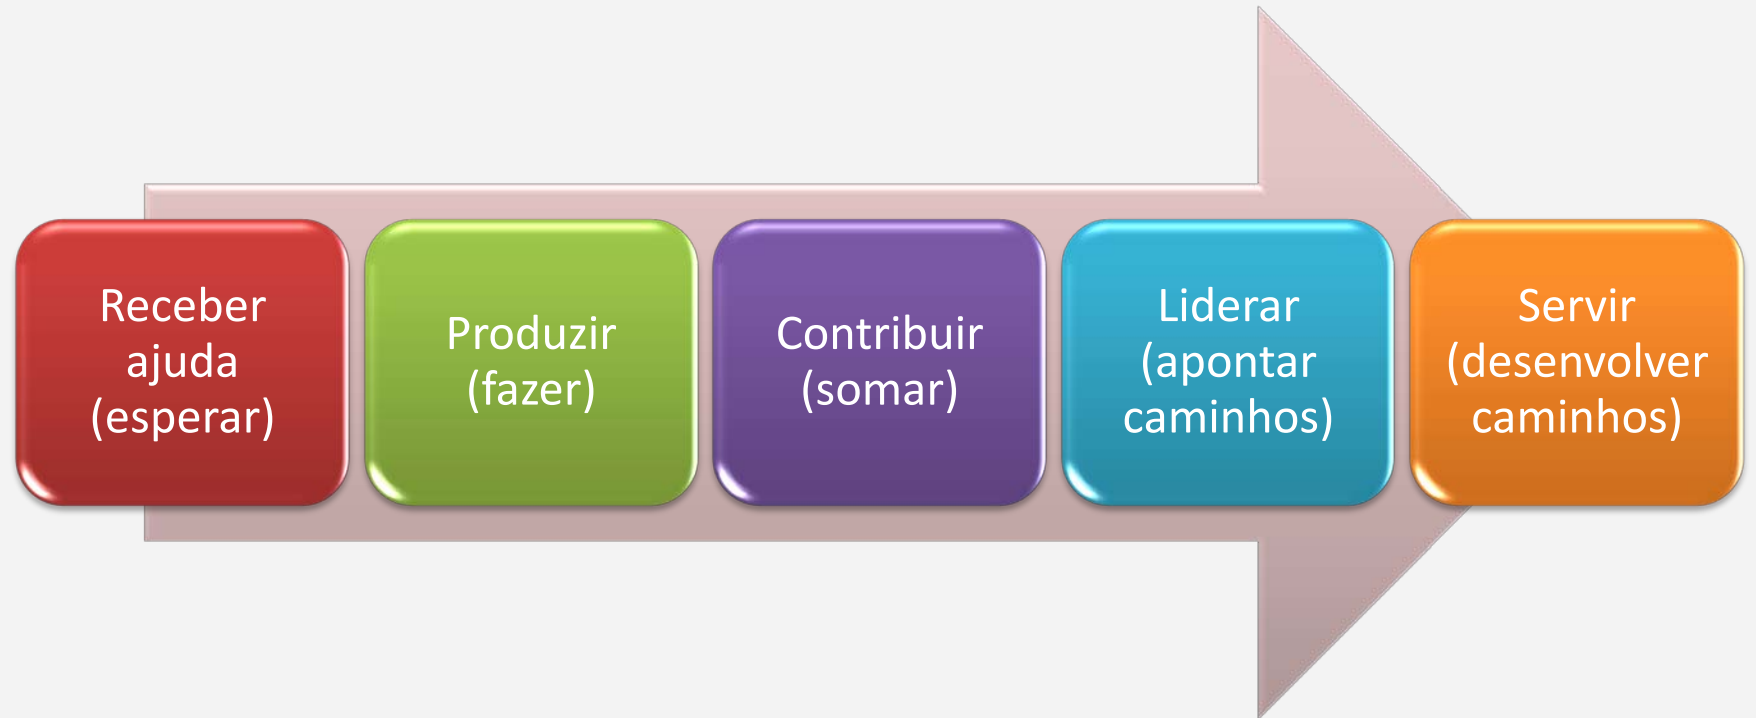 Receber
ajuda
(esperar)
Produzir
(fazer)
Contribuir
(somar)
Liderar
(apontar
caminhos)
Servir
(desenvolver
caminhos)